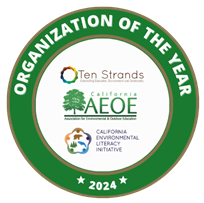 ORGANIZATION OF THE YEAR
Ten Strands
California
AEOE
Association for Environmental & Outdoor Education
CALIFORNIA
ENVIRONMENTAL
LITERACY
INITIATIVE
2024